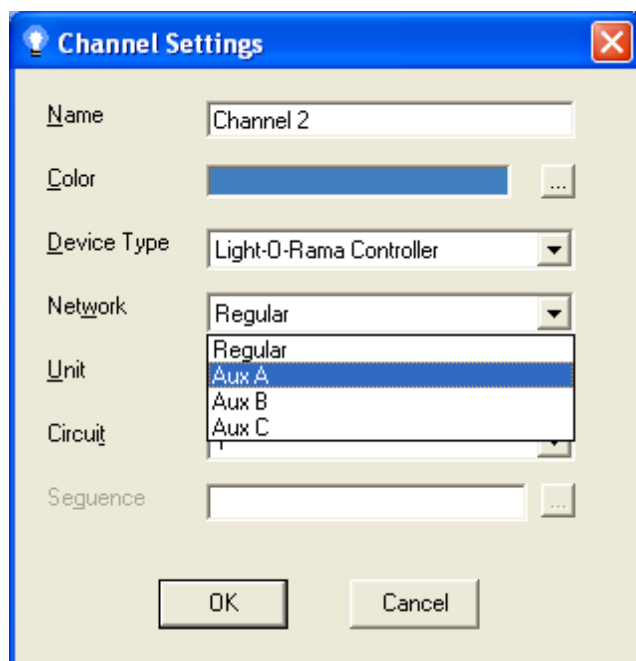 Channel Settings
Name
Channel 2
Color
...
Device Type
Light-O-Rama Controller
Network
Regular
Regular
Unit
Aux A
Aux B
Circuit
Aux C
Sequence
...
OK
Cancel